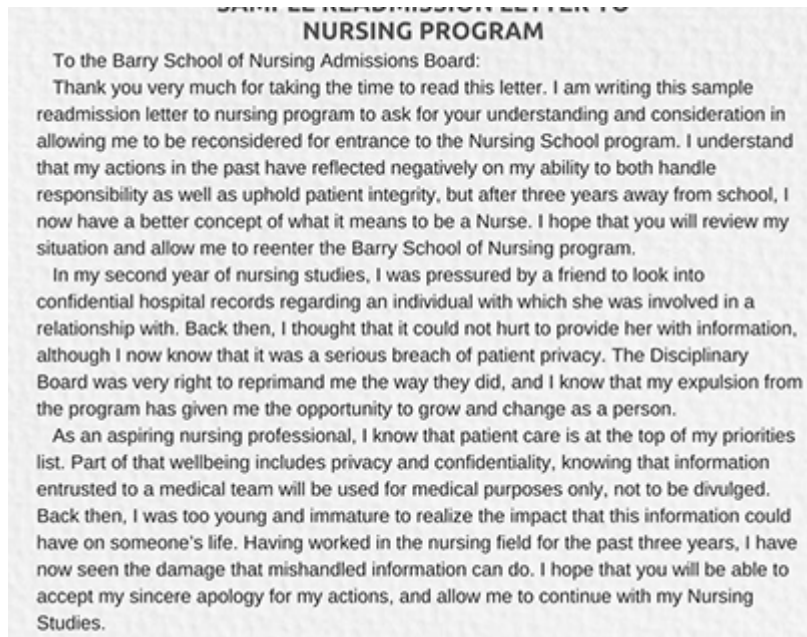 SAMPLE READMISSION LETTER TO
NURSING PROGRAM
To the Barry School of Nursing Admissions Board:
Thank you very much for taking the time to read this letter. I am writing this sample
readmission letter to nursing program to ask for your understanding and consideration in
allowing me to be reconsidered for entrance to the Nursing School program. I understand
that my actions in the past have reflected negatively on my ability to both handle
responsibility as well as uphold patient integrity, but after three years away from school, I
now have a better concept of what it means to be a Nurse. I hope that you will review my
situation and allow me to reenter the Barry School of Nursing program.
In my second year of nursing studies, I was pressured by a friend to look into
confidential hospital records regarding an individual with which she was involved in a
relationship with. Back then, I thought that it could not hurt to provide her with information,
although I now know that it was a serious breach of patient privacy. The Disciplinary
Board was very right to reprimand me the way they did, and I know that my expulsion from
the program has given me the opportunity to grow and change as a person.
As an aspiring nursing professional, I know that patient care is at the top of my priorities
list. Part of that wellbeing includes privacy and confidentiality, knowing that information
entrusted to a medical team will be used for medical purposes only, not to be divulged.
Back then, I was too young and immature to realize the impact that this information could
have on someone's life. Having worked in the nursing field for the past three years, I have
now seen the damage that mishandled information can do. I hope that you will be able to
accept my sincere apology for my actions, and allow me to continue with my Nursing
Studies.